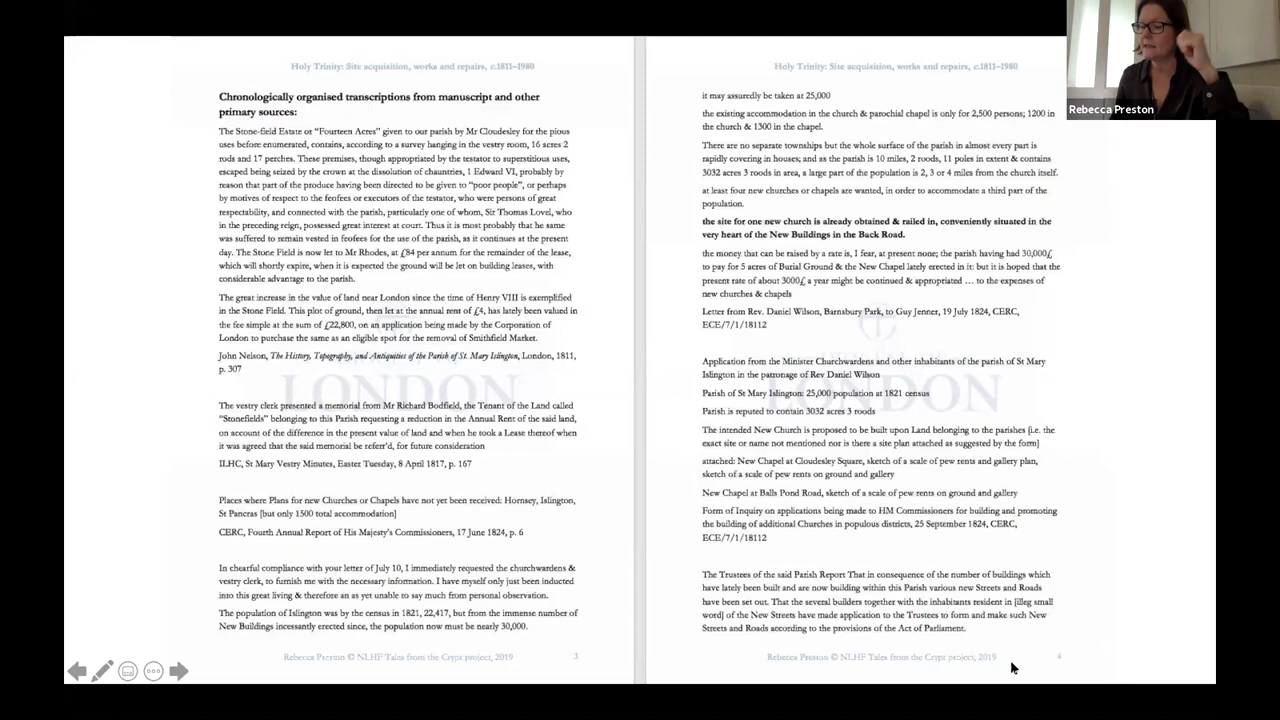 Holy Trinity: Site acquisition, works and repairs, c.1811–1980
Chronologically organised transcriptions from manuscript and other
primary sources:
The Stone-field Estate or "Fourteen Acres" given to our parish by Mr Cloudesley for the pious
uses before enumerated, contains, according to a survey hanging in the vestry room, 16 acres 2
rods and 17 perches. These premises, though appropriated by the testator to superstitious uses,
escaped being seized by the crown at the dissolution of chauntries, 1 Edward VI, probably by
reason that part of the produce having been directed to be given to "poor people", or perhaps
by motives of respect to the feofees or executors of the testator, who were persons of great
respectability, and connected with the parish, particularly one of whom, Sir Thomas Lovel, who
in the preceding reign, possessed great interest at court. Thus it is most probably that he same
was suffered to remain vested in feofees for the use of the parish, as it continues at the present
day. The Stone Field is now let to Mr Rhodes, at £84 per annum for the remainder of the lease,
which will shortly expire, when it is expected the ground will be let on building leases, with
considerable advantage to the parish.
The great increase in the value of land near London since the time of Henry VIII is exemplified
in the Stone Field. This plot of ground, then let at the annual rent of £4, has lately been valued in
the fee simple at the sum of £22,800, on an application being made by the Corporation of
London to purchase the same as an eligible spot for the removal of Smithfield Market.
John Nelson, The History, Topography, and Antiquities of the Parish of St. Mary Islington, London, 1811,
p. 307
The vestry clerk presented a memorial from Mr Richard Bodfield, the Tenant of the Land called
"Stonefields" belonging to this Parish requesting a reduction in the Annual Rent of the said land,
on account of the difference in the present value of land and when he took a Lease thereof when
it was agreed that the said memorial be referr'd, for future consideration
ILHC, St Mary Vestry Minutes, Easter Tuesday, 8 April 1817, p. 167
Places where Plans for new Churches or Chapels have not yet been received: Hornsey, Islington,
St Pancras [but only 1500 total accommodation]
CERC, Fourth Annual Report of His Majesty's Commissioners, 17 June 1824, p. 6
In chearful compliance with your letter of July 10, I immediately requested the churchwardens &
vestry clerk, to furnish me with the necessary information. I have myself only just been inducted
into this great living & therefore an as yet unable to say much from personal observation.
The population of Islington was by the census in 1821, 22,417, but from the immense number of
New Buildings incessantly erected since, the population now must be nearly 30,000.
Rebecca Preston © NLHF Tales from the Crypt project, 2019 3
LONDON
Holy Trinity: Site acquisition, works and repairs, c.1811–1980
it may assuredly be taken at 25,000
the existing accommodation in the church & parochial chapel is only for 2,500 persons; 1200 in
the church & 1300 in the chapel.
There are no separate townships but the whole surface of the parish in almost every part is
rapidly covering in houses; and as the parish is 10 miles, 2 roods, 11 poles in extent & contains
3032 acres 3 roods in area, a large part of the population is 2, 3 or 4 miles from the church itself.
at least four new churches or chapels are wanted, in order to accommodate a third part of the
population.
the site for one new church is already obtained & railed in, conveniently situated in the
very heart of the New Buildings in the Back Road.
the money that can be raised by a rate is, I fear, at present none; the parish having had 30,000£
to pay for 5 acres of Burial Ground & the New Chapel lately erected in it: but it is hoped that the
present rate of about 3000£ a year might be continued & appropriated … to the expenses of
new churches & chapels
Letter from Rev. Daniel Wilson, Barnsbury Park, to Guy Jenner, 19 July 1824, CERC,
ECE/7/1/18112
Application from the Minister Churchwardens and other inhabitants of the parish of St Mary
Islington in the patronage of Rev Daniel Wilson
Parish of St Mary Islington: 25,000 population at 1821 census
Parish is reputed to contain 3032 acres 3 roods
The intended New Church is proposed to be built upon Land belonging to the parishes [i.e. the
exact site or name not mentioned nor is there a site plan attached as suggested by the form]
attached: New Chapel at Cloudesley Square, sketch of a scale of pew rents and gallery plan,
sketch of a scale of pew rents on ground and gallery
New Chapel at Balls Pond Road, sketch of a scale of pew rents on ground and gallery
Form of Inquiry on applications being made to HM Commissioners for building and promoting
the building of additional Churches in populous districts, 25 September 1824, CERC,
ECE/7/1/18112
The Trustees of the said Parish Report That in consequence of the number of buildings which
have lately been built and are now building within this Parish various new Streets and Roads
have been set out. That the several builders together with the inhabitants resident in [illeg small
word] of the New Streets have made application to the Trustees to form and make such New
Streets and Roads according to the provisions of the Act of Parliament.
Rebecca Preston © NLHF Tales from the Crypt project, 2019 4
LONDON
Rebecca Preston